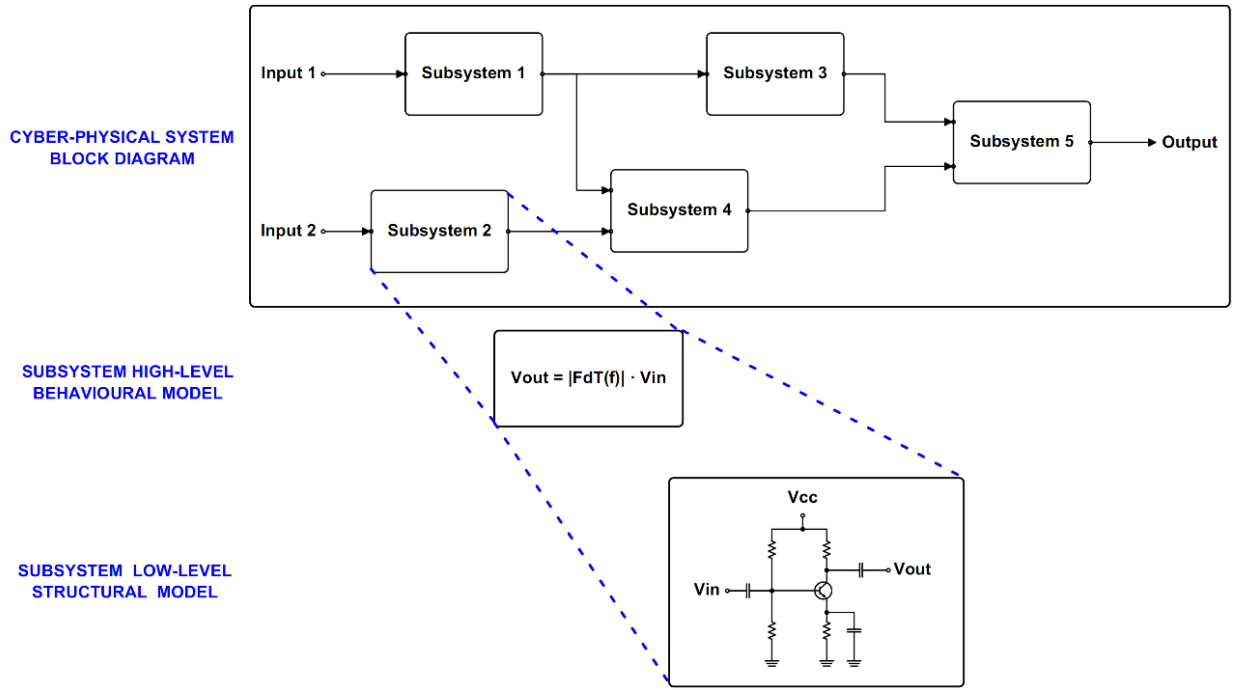 CYBER-PHYSICAL SYSTEM
BLOCK DIAGRAM
Input 1
Subsystem 1
Subsystem 3
Subsystem 5
Output
Input 2
Subsystem 2
Subsystem 4
SUBSYSTEM HIGH-LEVEL
BEHAVIOURAL MODEL
Vout = |FdT(f)| · Vin
SUBSYSTEM LOW-LEVEL
STRUCTURAL MODEL
Vcc
Vin
Vout